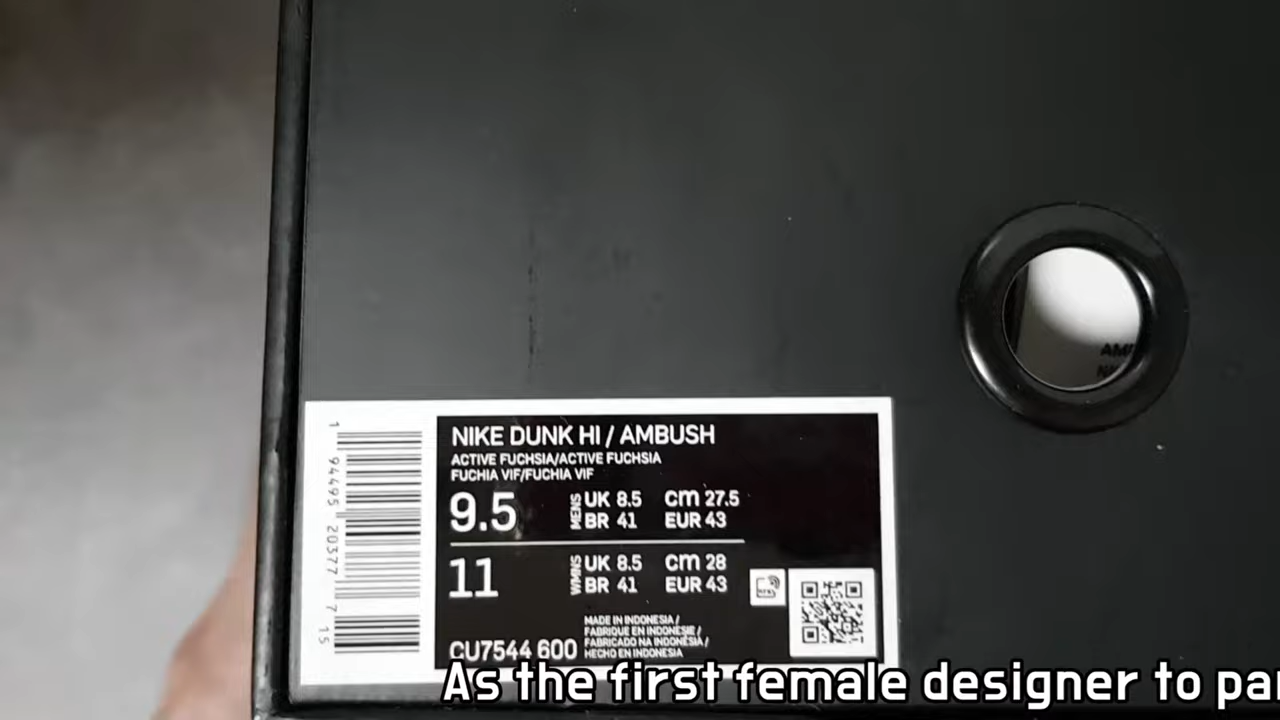 NIKE DUNK HI / AMBUSH
ACTIVE FUCHSIA/ACTIVE FUCHSIA
FUCHIA VIF/FUCHIA VIF
9.5 MENS UK 8.5 cm 27.5
BR 41 EUR 43
11 WMNS UK 8.5 cm 28
BR 41 EUR 43
MADE IN INDONESIA /
FABRIQUE EN INDONESIE /
FABRICADO NA INDONÉSIA /
HECHO EN INDONESIA
CU7544 600
1 94495 20377 7 15
As the first female designer to